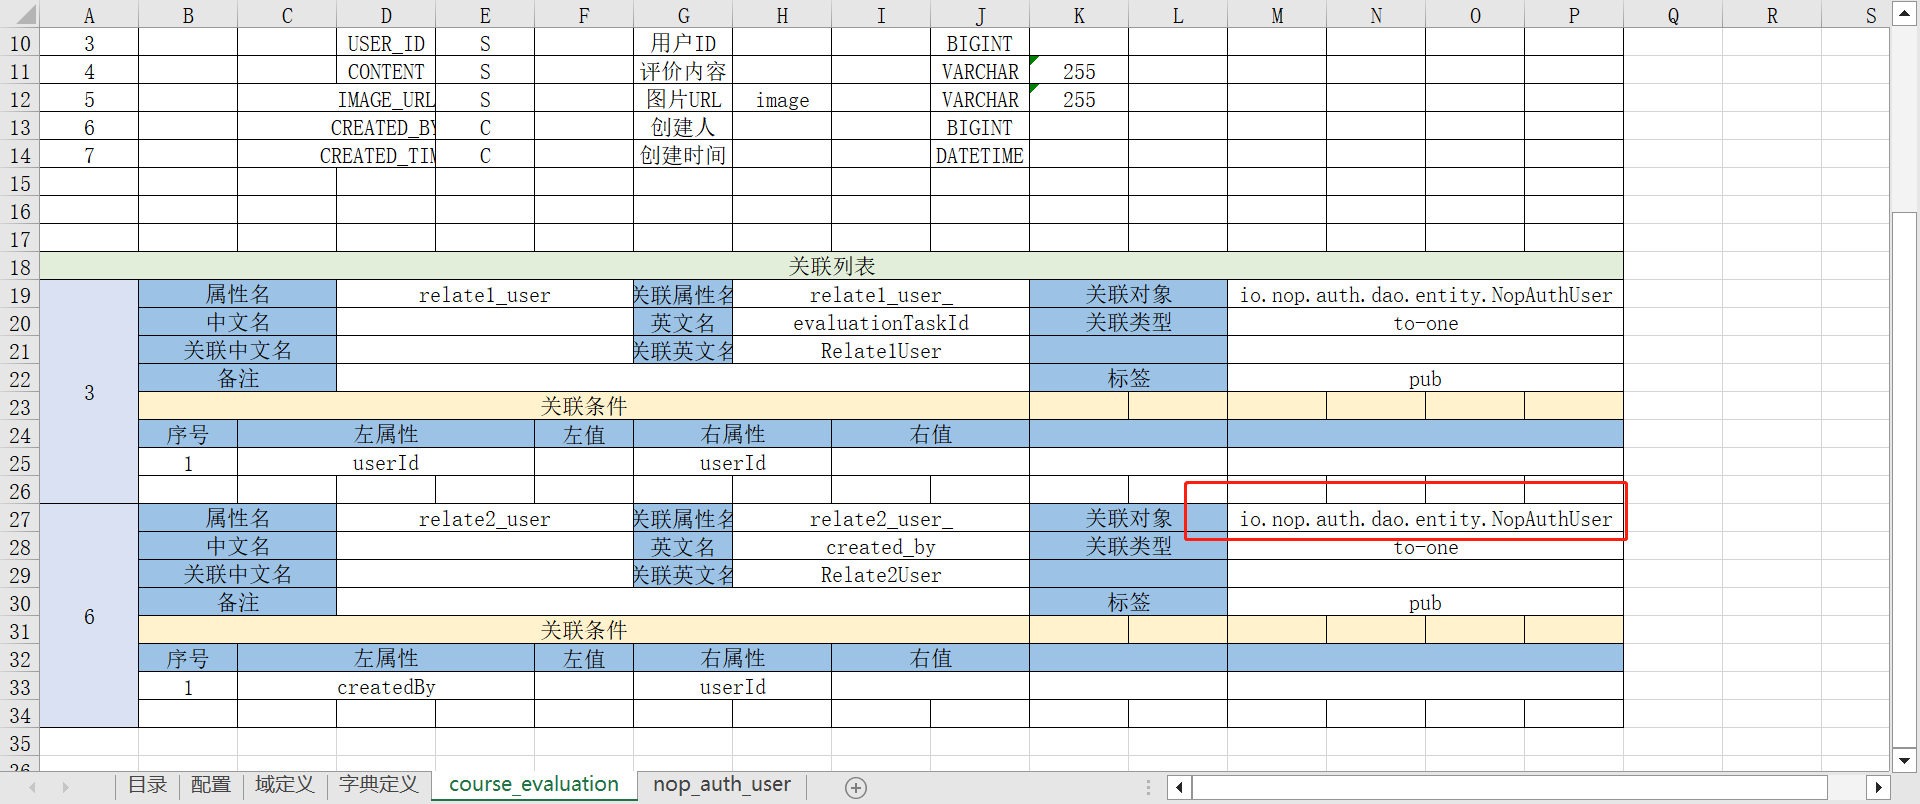 A B C D E F G H I J K L M N O P Q R S
10 3 USER_ID S 用户ID BIGINT
11 4 CONTENT S 评价内容 VARCHAR 255
12 5 IMAGE_URL S 图片URL image VARCHAR 255
13 6 CREATED_BY C 创建人 BIGINT
14 7 CREATED_TIM C 创建时间 DATETIME
15
16
17
18 关联列表
19 属性名 relate1_user 关联属性名 relate1_user_ 关联对象 io.nop.auth.dao.entity.NopAuthUser
20 中文名 英文名 evaluationTaskId 关联类型 to-one
21 关联中文名 关联英文名 Relate1User
22 备注 标签 pub
3
23 关联条件
24 序号 左属性 左值 右属性 右值
25 1 userId userId
26
27 属性名 relate2_user 关联属性名 relate2_user_ 关联对象 io.nop.auth.dao.entity.NopAuthUser
28 中文名 英文名 created_by 关联类型 to-one
29 关联中文名 关联英文名 Relate2User
30 备注 标签 pub
6
31 关联条件
32 序号 左属性 左值 右属性 右值
33 1 createdBy userId
34
35
36
目录 配置 域定义 字典定义 course_evaluation nop_auth_user